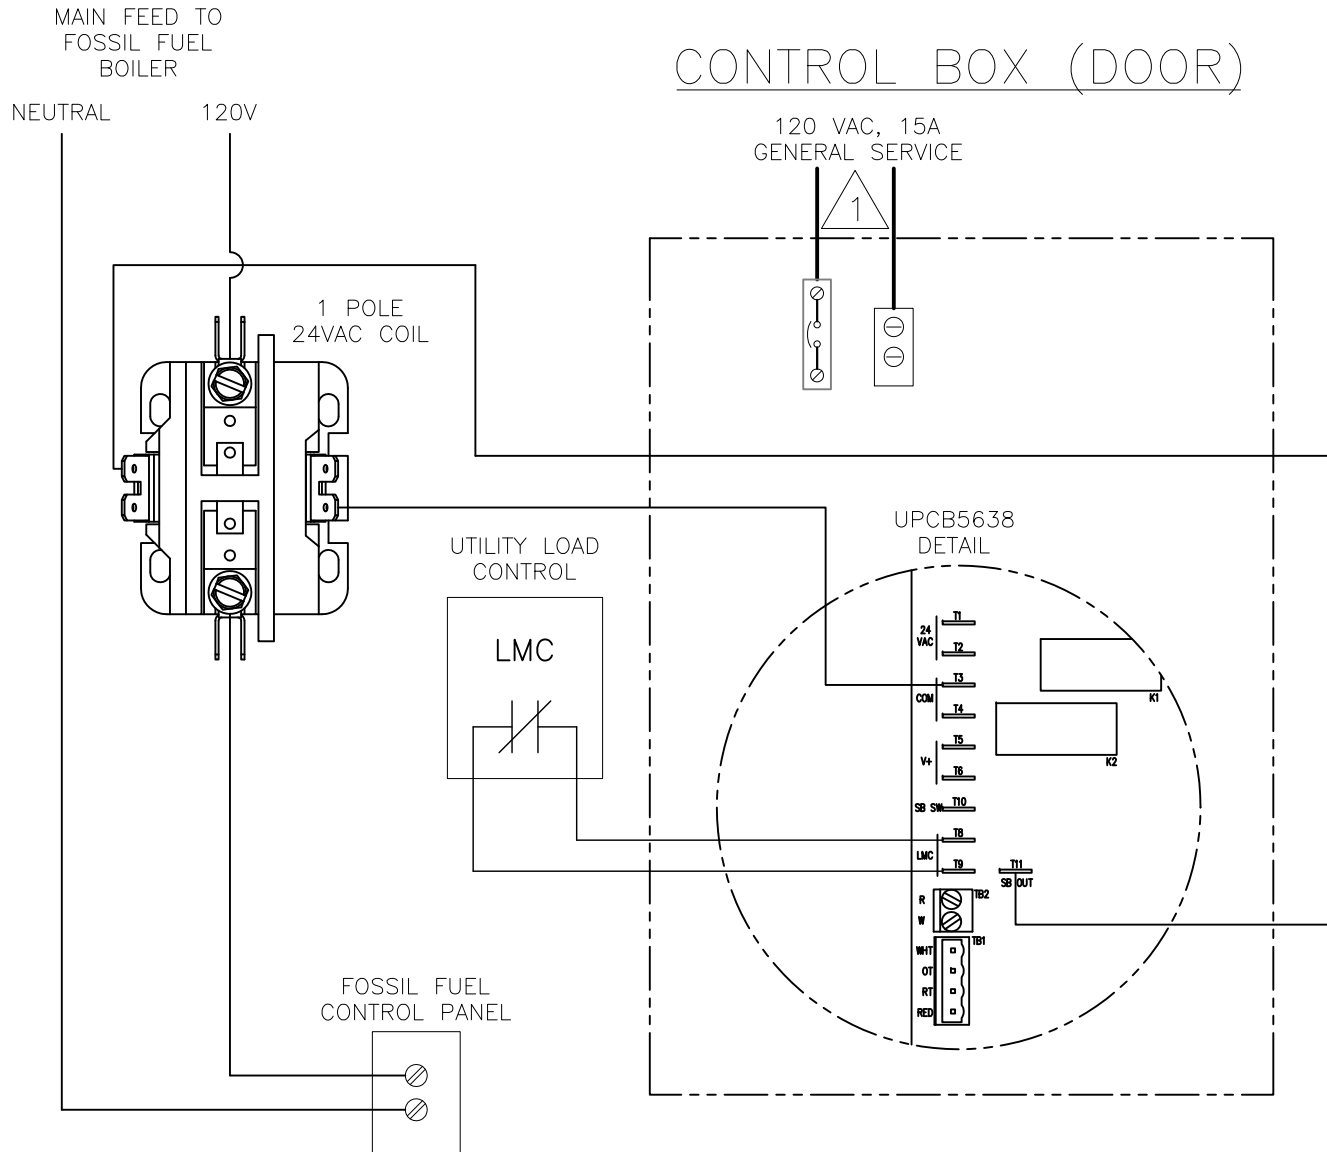 MAIN FEED TO
FOSSIL FUEL
BOILER
NEUTRAL
120V
CONTROL BOX (DOOR)
120 VAC, 15A
GENERAL SERVICE
1
1 POLE
24VAC COIL
UTILITY LOAD
CONTROL
LMC
UPCB5638
DETAIL
T1
24
VAC
T2
T3
COM
T4
T5
V+
T6
SB SW
T10
T8
LMC
T9
T11
SB OUT
K1
K2
R
TB2
W
TB1
WHT
OT
RT
RED
FOSSIL FUEL
CONTROL PANEL